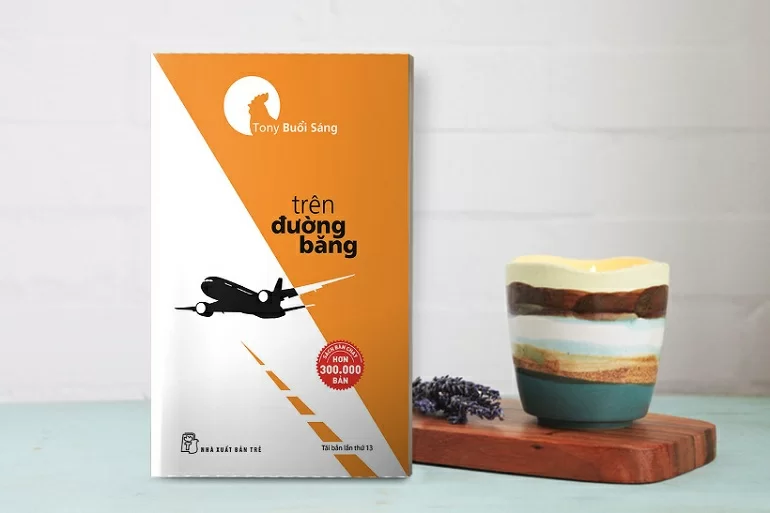 Tony Buổi Sáng
trên
đường
băng
SÁCH BÁN CHẠY
HƠN
300.000
BẢN
NHÀ XUẤT BẢN TRẺ
Tái bản lần thứ 13